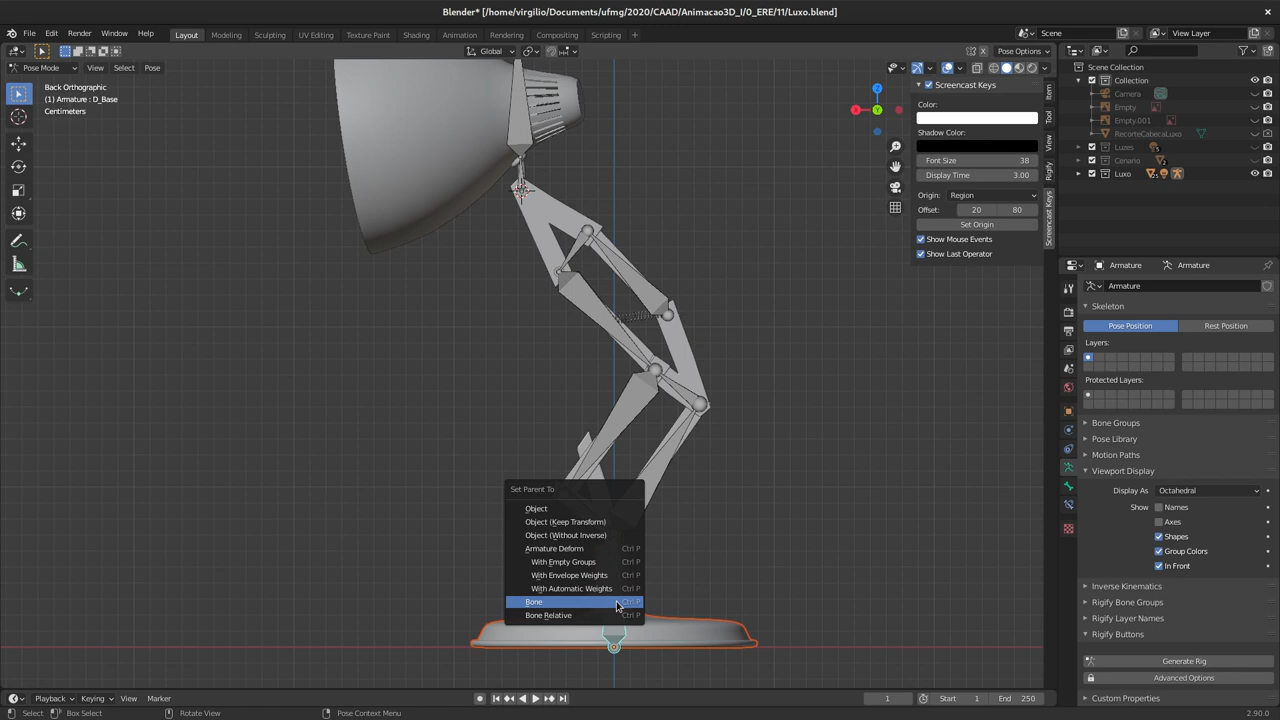 Blender* [/home/virgilio/Documents/ufmg/2020/CAAD/Animacao3D_I/0_ERE/11/Luxo.blend]
File Edit Render Window Help Layout Modeling Sculpting UV Editing Texture Paint Shading Animation Rendering Compositing Scripting + Scene View Layer
Global Pose Options
Pose Mode View Select Pose
Back Orthographic
(1) Armature : D_Base
Centimeters
Screencast Keys
Color:
Shadow Color:
Font Size 38
Display Time 3.00
Origin: Region
Offset: 20 80
Set Origin
Show Mouse Events
Show Last Operator
Item
Tool
View
Rigify
Screencast Keys
X
Y
Z
Scene Collection
Collection
Camera
Empty
Empty.001
RecorteCabecaLuxo
Luzes
Cenario
Luxo
Armature Armature
Armature
Skeleton
Pose Position Rest Position
Layers:
Protected Layers:
Bone Groups
Pose Library
Motion Paths
Viewport Display
Display As Octahedral
Show Names
Axes
Shapes
Group Colors
In Front
Inverse Kinematics
Rigify Bone Groups
Rigify Layer Names
Rigify Buttons
Generate Rig
Advanced Options
Custom Properties
Set Parent To
Object
Object (Keep Transform)
Object (Without Inverse)
Armature Deform Ctrl P
With Empty Groups Ctrl P
With Envelope Weights Ctrl P
With Automatic Weights Ctrl P
Bone Ctrl P
Bone Relative Ctrl P
Playback Keying View Marker 1 Start 1 End 250
Select Box Select Rotate View Pose Context Menu 2.90.0